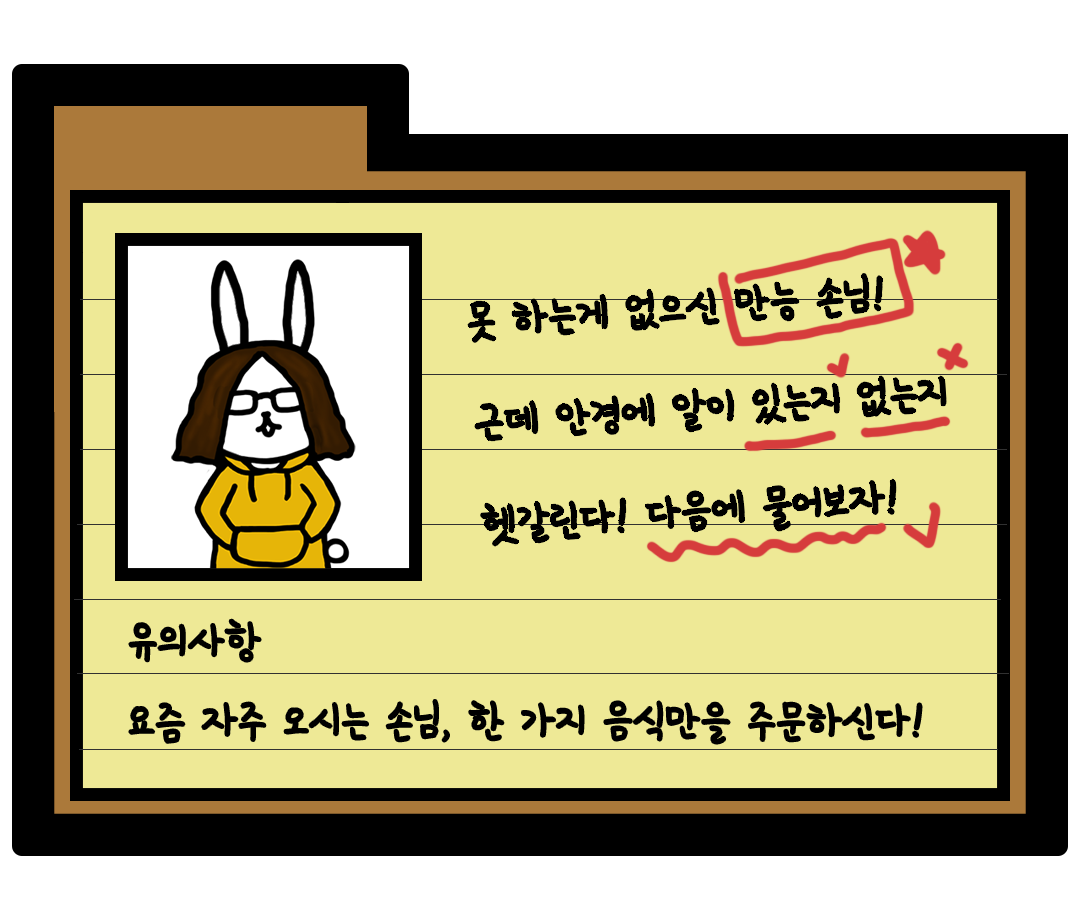 못 하는게 없으신 만능 손님!
근데 안경에 알이 있는지 없는지
헷갈린다! 다음에 물어보자!
유의사항
요즘 자주 오시는 손님, 한 가지 음식만을 주문하신다!